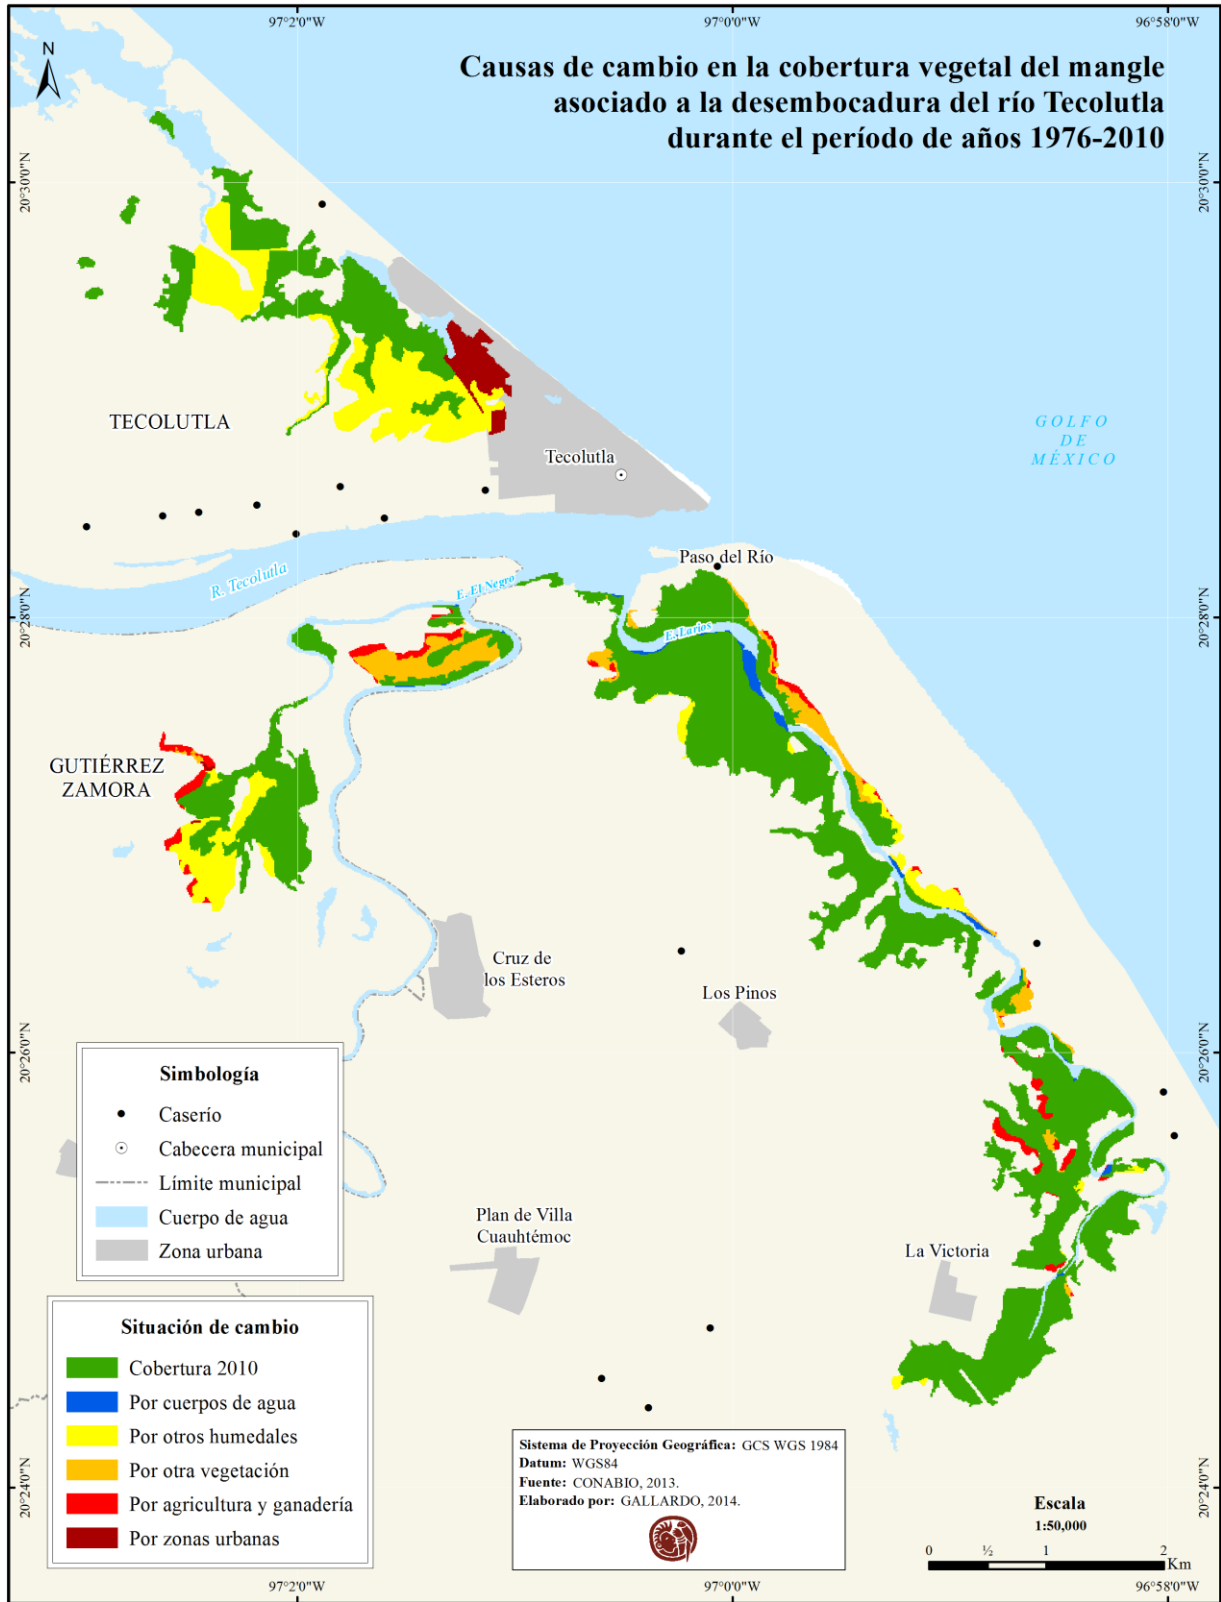 97°2'0"W
97°0'0"W
96°58'0"W
N
Causas de cambio en la cobertura vegetal del mangle
asociado a la desembocadura del río Tecolutla
durante el período de años 1976-2010
20°30'0"N
20°30'0"N
TECOLUTLA
GOLFO
DE
MÉXICO
Tecolutla
Paso del Río
R. Tecolutla
E. El Negro
20°28'0"N
E. Larios
20°28'0"N
GUTIÉRREZ
ZAMORA
Cruz de
los Esteros
Los Pinos
20°26'0"N
20°26'0"N
Simbología
Caserío
Cabecera municipal
Límite municipal
Cuerpo de agua
Zona urbana
Plan de Villa
Cuauhtémoc
La Victoria
Situación de cambio
Cobertura 2010
Por cuerpos de agua
Por otros humedales
Por otra vegetación
Por agricultura y ganadería
Por zonas urbanas
Sistema de Proyección Geográfica: GCS WGS 1984
Datum: WGS84
Fuente: CONABIO, 2013.
Elaborado por: GALLARDO, 2014.
20°24'0"N
20°24'0"N
Escala
1:50,000
0 ½ 1 2
Km
97°2'0"W
97°0'0"W
96°58'0"W